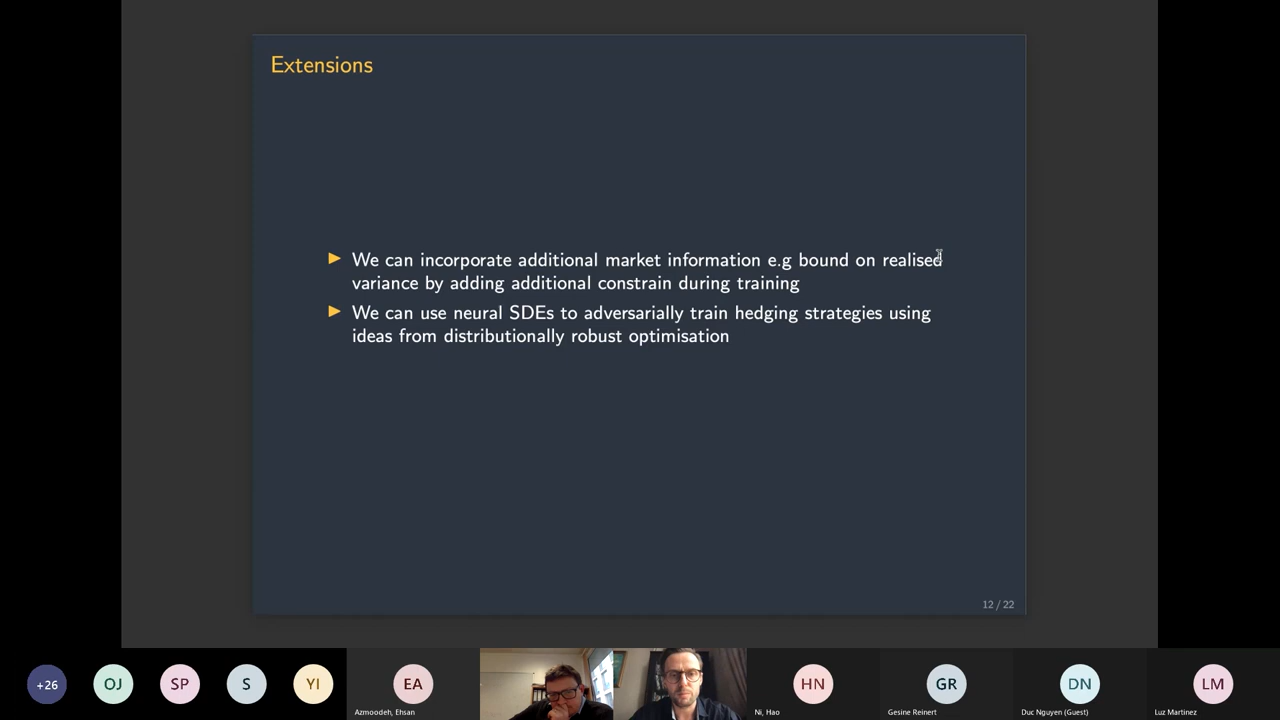 Extensions
We can incorporate additional market information e.g bound on realised
variance by adding additional constrain during training
We can use neural SDEs to adversarially train hedging strategies using
ideas from distributionally robust optimisation
12 / 22
+26
OJ
SP
S
YI
EA
HN
GR
DN
LM
Azmoodeh, Ehsan
Ni, Hao
Gesine Reinert
Duc Nguyen (Guest)
Luz Martinez